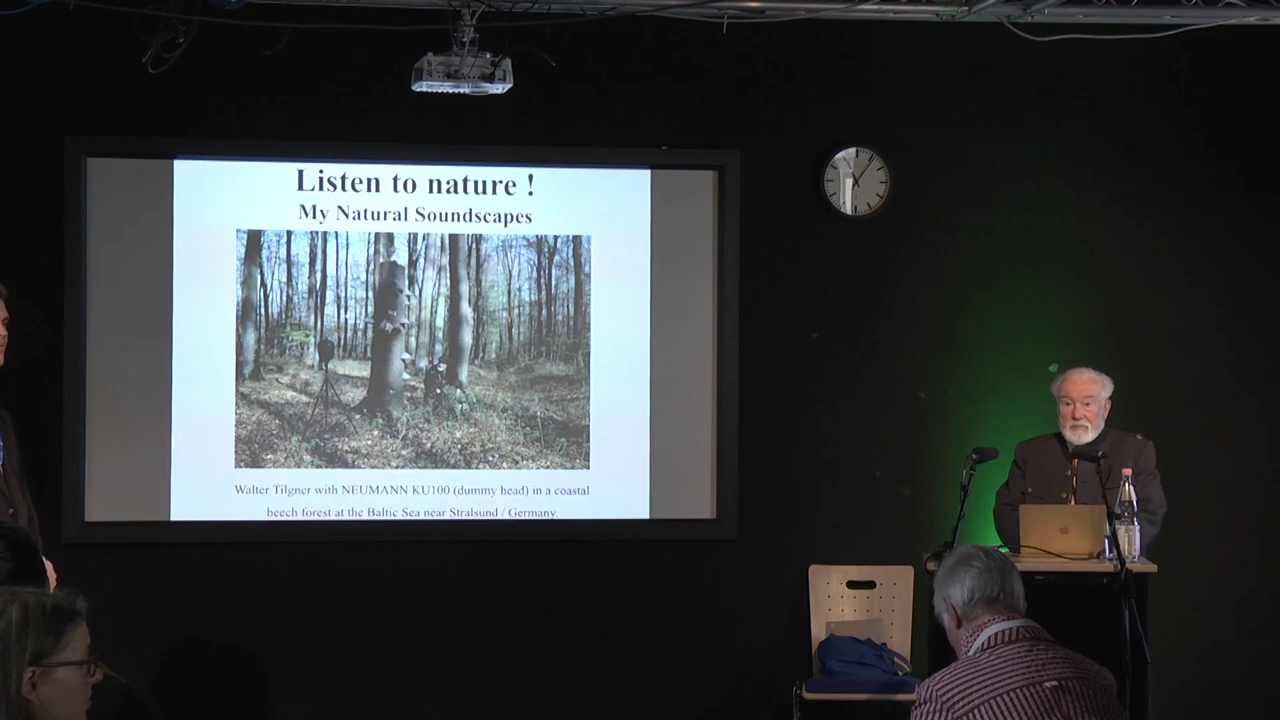 Listen to nature !
My Natural Soundscapes
Walter Tilgner with NEUMANN KU100 (dummy head) in a coastal
beech forest at the Baltic Sea near Stralsund / Germany.